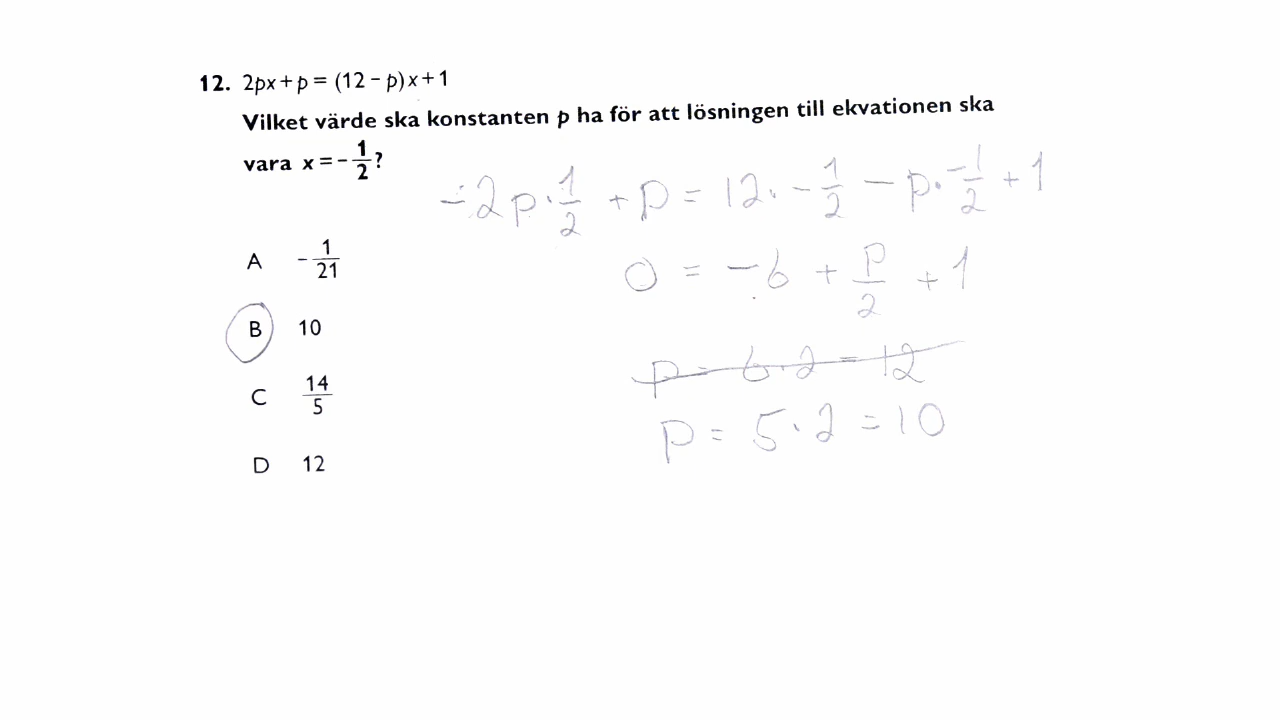 12. 2px + p = (12 - p)x + 1
Vilket värde ska konstanten p ha för att lösningen till ekvationen ska
vara x = -1/2?
-2p·1/2 + p = 12·-1/2 - p·-1/2 + 1
A -1/21
0 = -6 + p/2 + 1
B 10
p = 6·2 = 12
C 14/5
p = 5·2 = 10
D 12